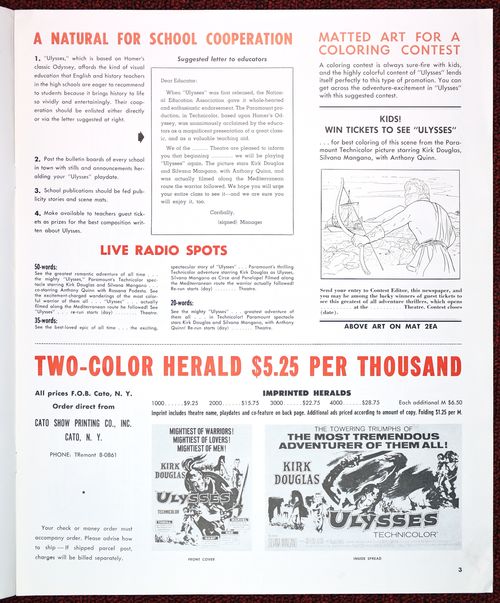 A NATURAL FOR SCHOOL COOPERATION
1. "Ulysses," which is based on Homer's
classic Odyssey, affords the kind of visual
education that English and history teachers
in the high schools are eager to recommend
to students because it brings history to life
so vividly and entertainingly. Their coop-
eration should be enlisted either directly
or via the letter suggested at right.
2. Post the bulletin boards of every school
in town with stills and announcements her-
alding your "Ulysses" playdate.
3. School publications should be fed pub-
licity stories and scene mats.
4. Make available to teachers guest tick-
ets as prizes for the best composition writ-
ten about Ulysses.
Suggested letter to educators
Dear Educator:
When "Ulysses" was first released, the Natio-
nal Education Association gave it whole-hearted
and enthusiastic endorsement. The Paramount pro-
duction, in Technicolor, based upon Homer's Od-
yssey, was unanimously acclaimed by the educa-
tors as a magnificent presentation of a great clas-
sic, and as a valuable teaching aid.
We of the ........ Theatre are pleased to inform
you that beginning ........ we will be playing
"Ulysses" again. The picture stars Kirk Douglas
and Silvana Mangano, with Anthony Quinn, and
was actually filmed along the Mediterranean
route the warrior followed. We hope you will urge
your entire class to see it—and we are sure you
will enjoy it, too.
Cordially,
(signed) Manager
MATTED ART FOR A
COLORING CONTEST
A coloring contest is always sure-fire with kids,
and the highly colorful content of "Ulysses" lends
itself perfectly to this promotion. You can
get across the adventure-excitement in "Ulysses"
with this suggested contest.
KIDS!
WIN TICKETS TO SEE "ULYSSES"
. . . for best coloring of this scene from the Para-
mount Technicolor picture starring Kirk Douglas,
Silvana Mangano, with Anthony Quinn.
Send your entry to Contest Editor, this newspaper, and
you may be among the lucky winners of guest tickets to
see this greatest of all adventure thrillers, which opens
........ at the ........ Theatre. Contest closes
(date).
ABOVE ART ON MAT 2EA
LIVE RADIO SPOTS
50-words:
See the greatest romantic adventure of all time . . .
the mighty "Ulysses," Paramount's Technicolor spec-
tacle starring Kirk Douglas and Silvana Mangano . . .
co-starring Anthony Quinn with Rossana Podesta. See
the excitement-charged wanderings of the most color-
ful warrior of them all . . . "Ulysses" . . . actually
filmed along the Mediterranean route he followed! See
"Ulysses" . . . re-run starts (day) ........ Theatre.
35-words:
See the best-loved epic of all time . . . the exciting,
spectacular story of "Ulysses" . . . Paramount's thrilling
Technicolor adventure starring Kirk Douglas as Ulysses,
Silvana Mangano as Circe and Penelope! Filmed along
the Mediterranean route the warrior actually followed!
Re-run starts (day) ........ Theatre.
20-words:
See the mighty "Ulysses" . . . greatest adventure of
them all . . . in Technicolor! Paramount spectacle
stars Kirk Douglas and Silvana Mangano, with Anthony
Quinn! Re-run starts (day) ........ Theatre.
TWO-COLOR HERALD $5.25 PER THOUSAND
All prices F.O.B. Cato, N. Y.
Order direct from
CATO SHOW PRINTING CO., INC.
CATO, N. Y.
PHONE: TRemont 8-0861
Your check or money order must
accompany order. Please advise how
to ship — If shipped parcel post,
charges will be billed separately.
IMPRINTED HERALDS
1000 ...... $9.25 2000 ...... $15.75 3000 ...... $22.75 4000 ...... $28.75 Each additional M $6.50
Imprint includes theatre name, playdates and co-feature on back page. Additional ads priced according to amount of copy. Folding $1.25 per M.
MIGHTIEST OF WARRIORS!
MIGHTIEST OF LOVERS!
MIGHTIEST OF MEN!
KIRK
DOUGLAS
ULYSSES
TECHNICOLOR
FRONT COVER
THE TOWERING TRIUMPHS OF
THE MOST TREMENDOUS
ADVENTURER OF THEM ALL!
KIRK
DOUGLAS
ULYSSES
TECHNICOLOR
INSIDE SPREAD
3